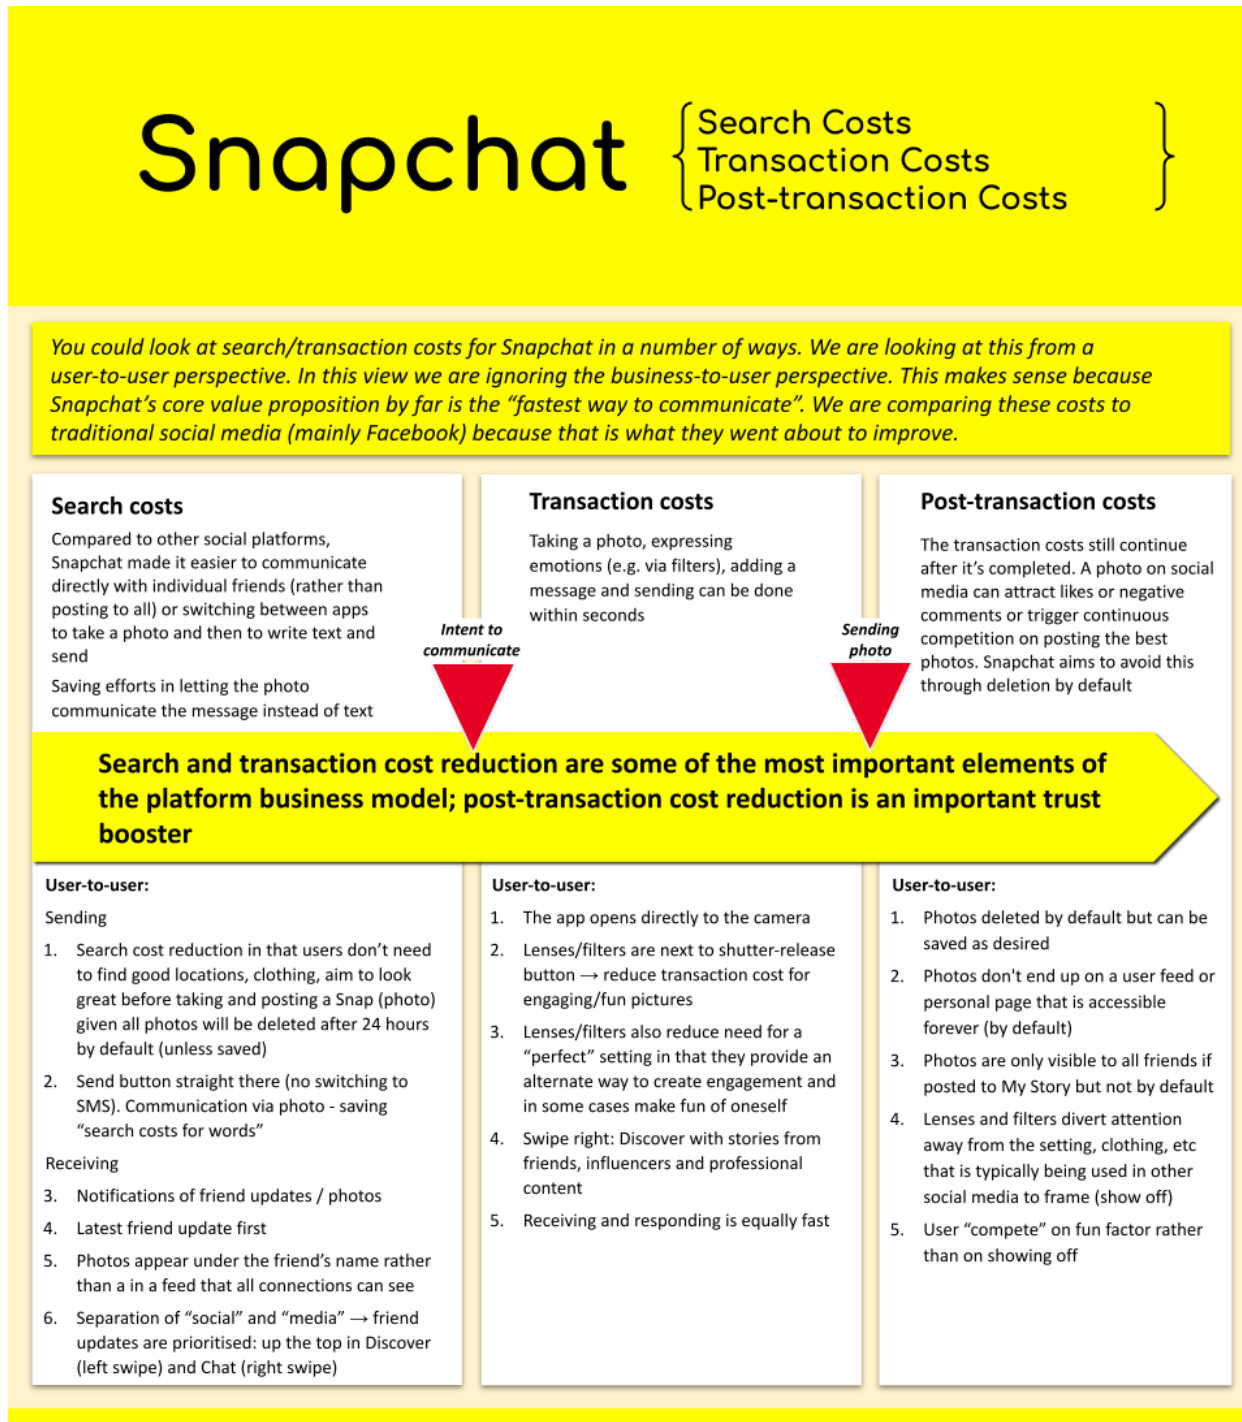 Snapchat
Search Costs
Transaction Costs
Post-transaction Costs
You could look at search/transaction costs for Snapchat in a number of ways. We are looking at this from a
user-to-user perspective. In this view we are ignoring the business-to-user perspective. This makes sense because
Snapchat's core value proposition by far is the “fastest way to communicate”. We are comparing these costs to
traditional social media (mainly Facebook) because that is what they went about to improve.
Search costs
Compared to other social platforms,
Snapchat made it easier to communicate
directly with individual friends (rather than
posting to all) or switching between apps
to take a photo and then to write text and
send
Saving efforts in letting the photo
communicate the message instead of text
Intent to
communicate
Transaction costs
Taking a photo, expressing
emotions (e.g. via filters), adding a
message and sending can be done
within seconds
Sending
photo
Post-transaction costs
The transaction costs still continue
after it's completed. A photo on social
media can attract likes or negative
comments or trigger continuous
competition on posting the best
photos. Snapchat aims to avoid this
through deletion by default
Search and transaction cost reduction are some of the most important elements of
the platform business model; post-transaction cost reduction is an important trust
booster
User-to-user:
Sending
1. Search cost reduction in that users don't need
to find good locations, clothing, aim to look
great before taking and posting a Snap (photo)
given all photos will be deleted after 24 hours
by default (unless saved)
2. Send button straight there (no switching to
SMS). Communication via photo - saving
“search costs for words”
Receiving
3. Notifications of friend updates / photos
4. Latest friend update first
5. Photos appear under the friend's name rather
than a in a feed that all connections can see
6. Separation of “social” and “media” → friend
updates are prioritised: up the top in Discover
(left swipe) and Chat (right swipe)
User-to-user:
1. The app opens directly to the camera
2. Lenses/filters are next to shutter-release
button → reduce transaction cost for
engaging/fun pictures
3. Lenses/filters also reduce need for a
“perfect” setting in that they provide an
alternate way to create engagement and
in some cases make fun of oneself
4. Swipe right: Discover with stories from
friends, influencers and professional
content
5. Receiving and responding is equally fast
User-to-user:
1. Photos deleted by default but can be
saved as desired
2. Photos don't end up on a user feed or
personal page that is accessible
forever (by default)
3. Photos are only visible to all friends if
posted to My Story but not by default
4. Lenses and filters divert attention
away from the setting, clothing, etc
that is typically being used in other
social media to frame (show off)
5. User “compete” on fun factor rather
than on showing off